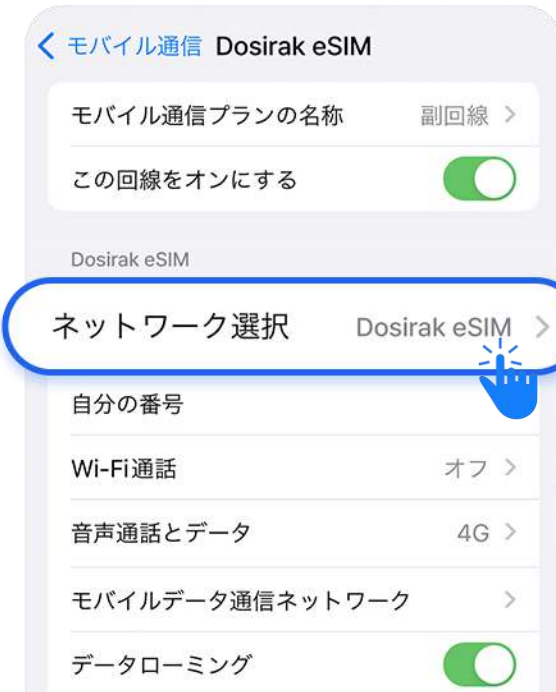 モバイル通信 Dosirak eSIM
モバイル通信プランの名称 副回線
この回線をオンにする
Dosirak eSIM
ネットワーク選択 Dosirak eSIM
自分の番号
Wi-Fi通話 オフ
音声通話とデータ 4G
モバイルデータ通信ネットワーク
データローミング